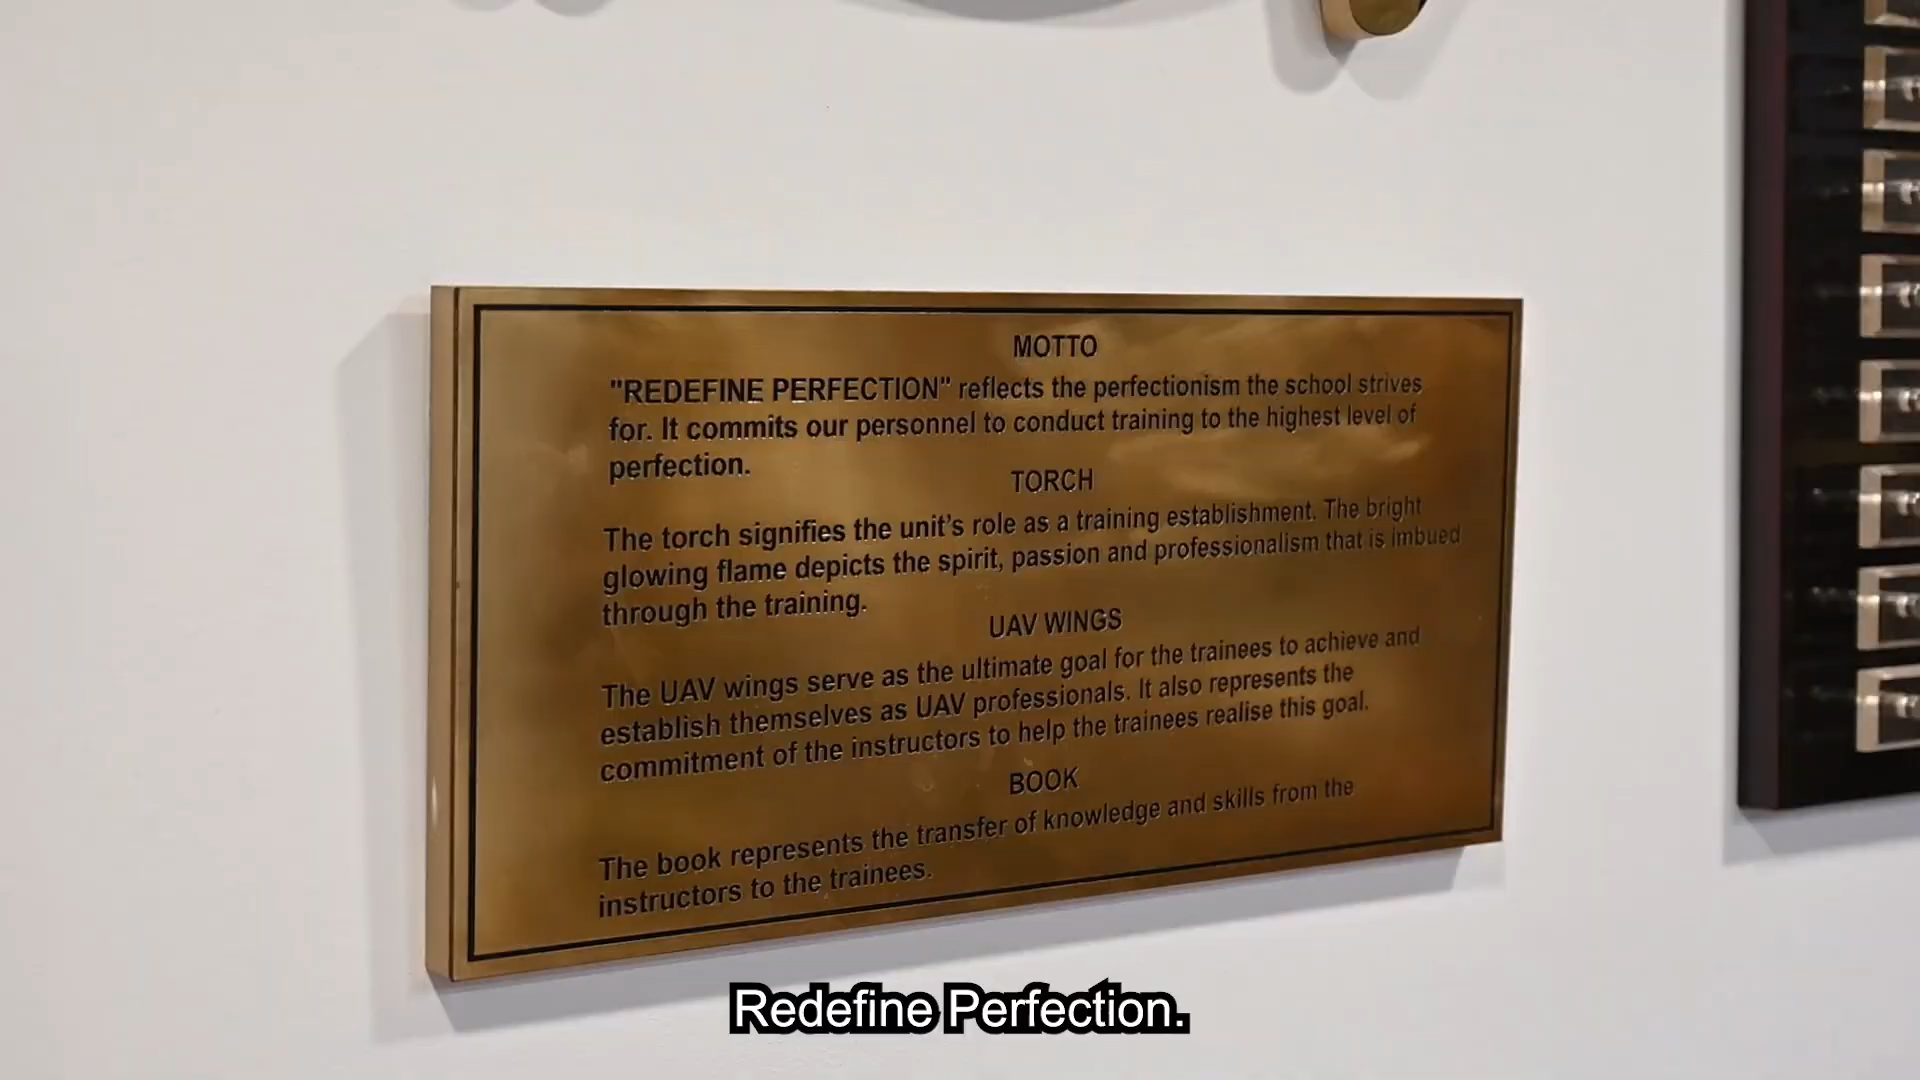 MOTTO
"REDEFINE PERFECTION" reflects the perfectionism the school strives
for. It commits our personnel to conduct training to the highest level of
perfection.
TORCH
The torch signifies the unit's role as a training establishment. The bright
glowing flame depicts the spirit, passion and professionalism that is imbued
through the training.
UAV WINGS
The UAV wings serve as the ultimate goal for the trainees to achieve and
establish themselves as UAV professionals. It also represents the
commitment of the instructors to help the trainees realise this goal.
BOOK
The book represents the transfer of knowledge and skills from the
instructors to the trainees.
Redefine Perfection.